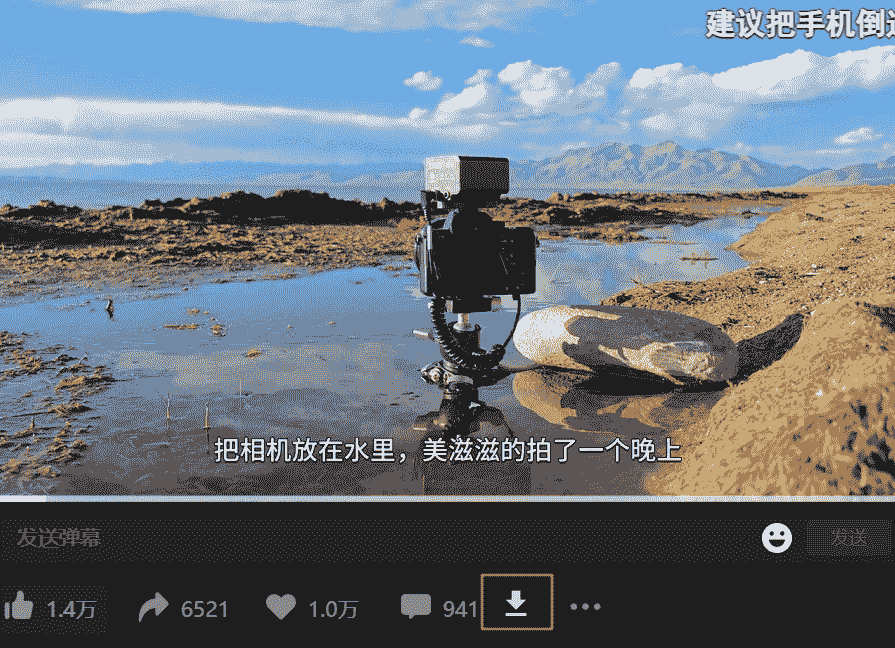 建议把手机倒
把相机放在水里，美滋滋的拍了一个晚上
发送弹幕
发送
1.4万 6521 1.0万 941